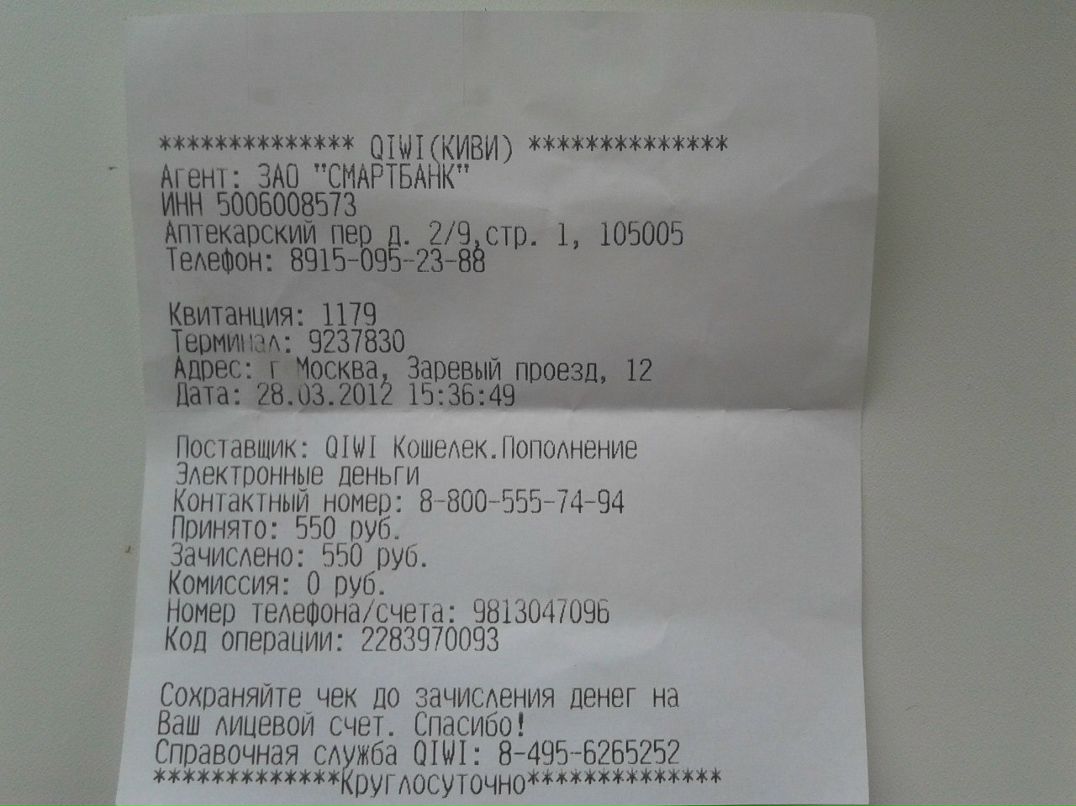 ************** QIWI(КИВИ) **************
Агент: ЗАО "СМАРТБАНК"
ИНН 5006008573
Аптекарский пер д. 2/9,стр. 1, 105005
Телефон: 8915-095-23-88
Квитанция: 1179
Терминал: 9237830
Адрес: г Москва, Заревый проезд, 12
Дата: 28.03.2012 15:36:49
Поставщик: QIWI Кошелек.Пополнение
Электронные деньги
Контактный номер: 8-800-555-74-94
Принято: 550 руб.
Зачислено: 550 руб.
Комиссия: 0 руб.
Номер телефона/счета: 9813047096
Код операции: 2283970093
Сохраняйте чек до зачисления денег на
Ваш лицевой счет. Спасибо!
Справочная служба QIWI: 8-495-6265252
*************Круглосуточно**************